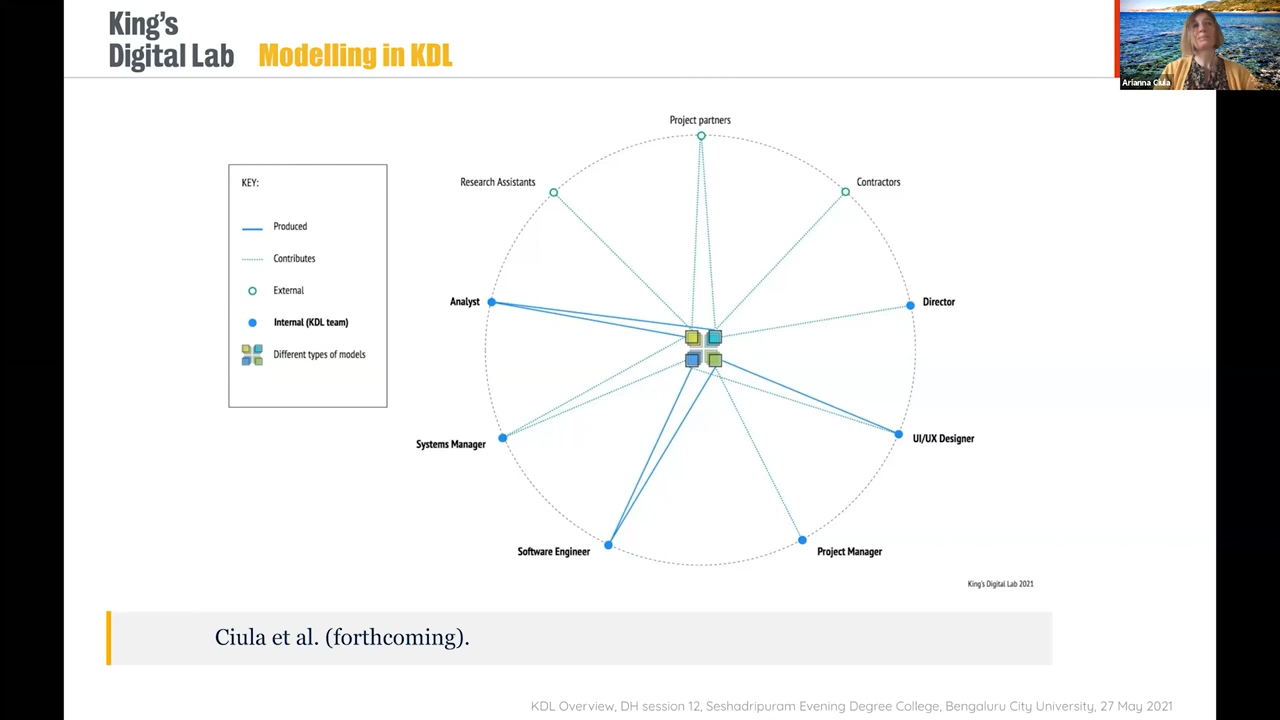 King's
Digital Lab
Modelling in KDL
Arianna Ciula
Project partners
Research Assistants
Contractors
KEY:
Produced
Contributes
External
Internal (KDL team)
Different types of models
Analyst
Director
Systems Manager
UI/UX Designer
Software Engineer
Project Manager
King's Digital Lab 2021
Ciula et al. (forthcoming).
KDL Overview, DH session 12, Seshadripuram Evening Degree College, Bengaluru City University, 27 May 2021